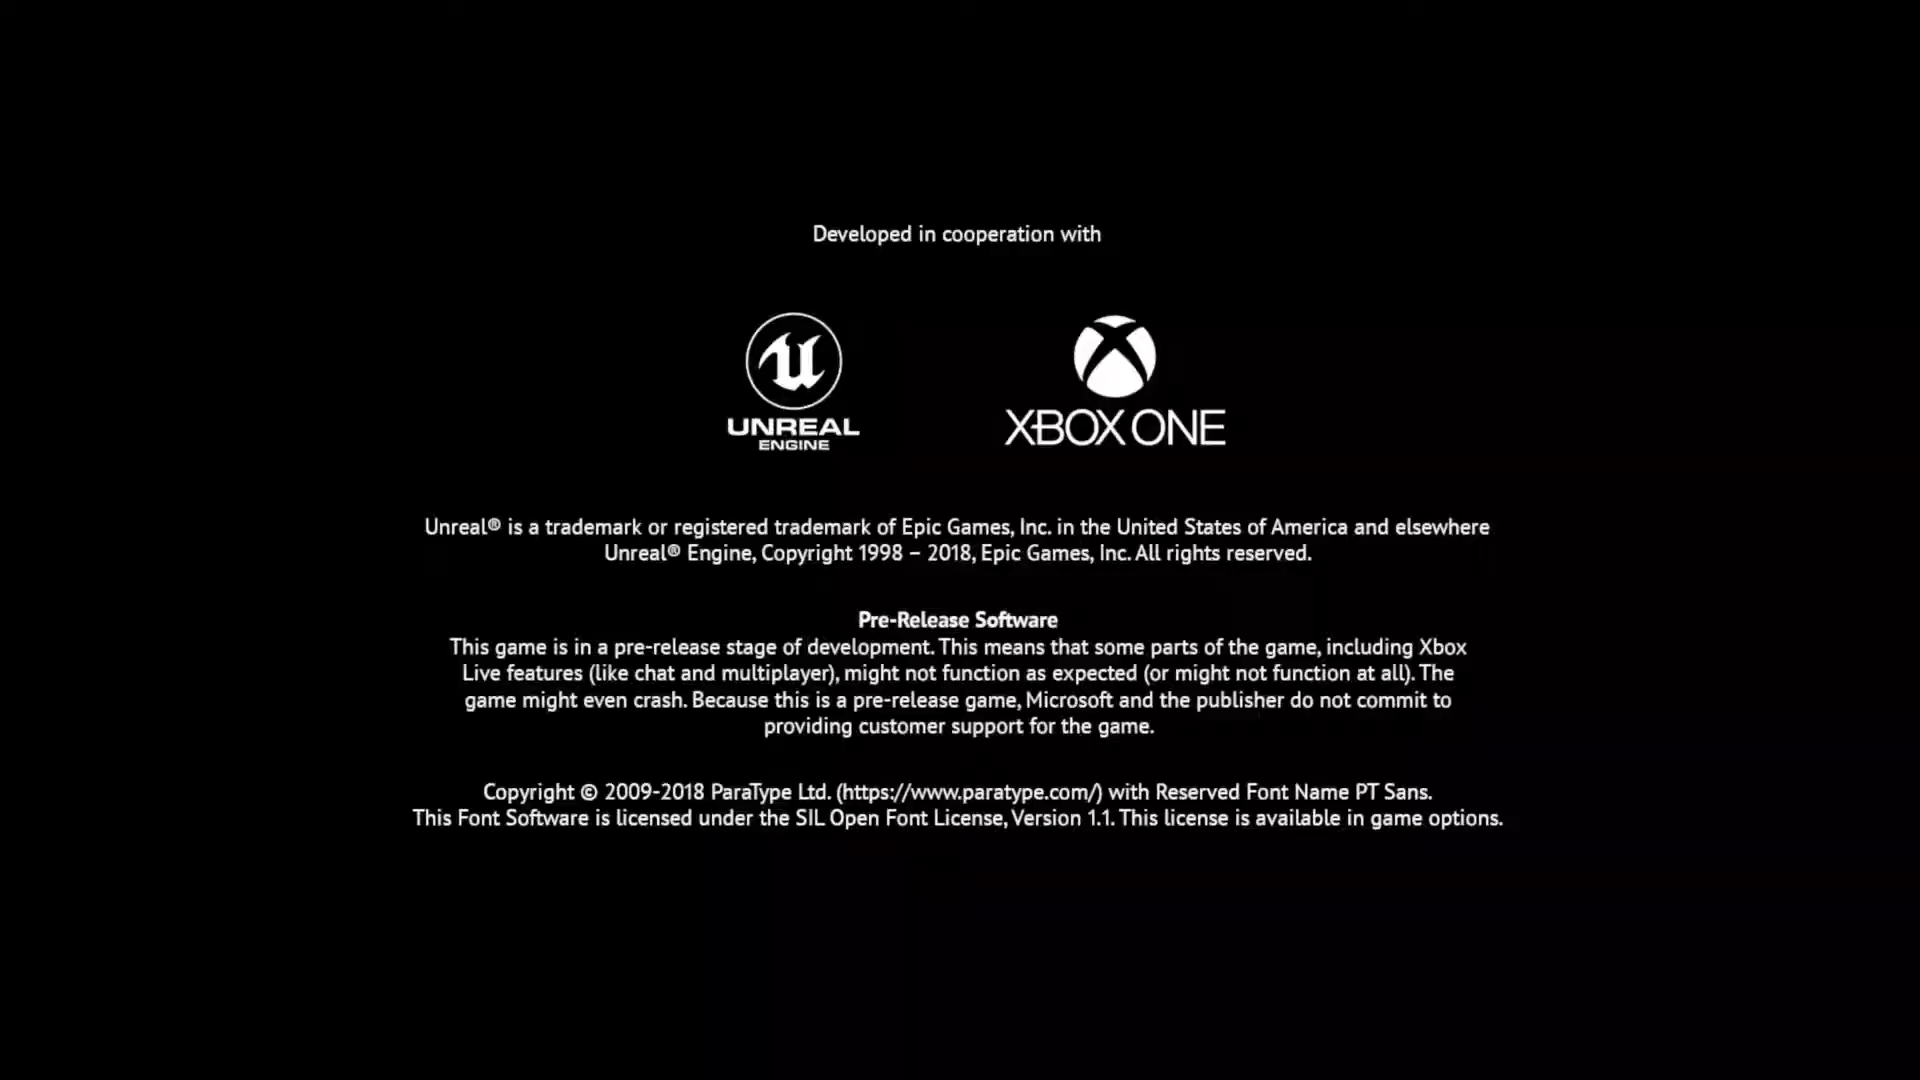 Developed in cooperation with
UNREAL
ENGINE
XBOX ONE
Unreal® is a trademark or registered trademark of Epic Games, Inc. in the United States of America and elsewhere
Unreal® Engine, Copyright 1998 – 2018, Epic Games, Inc. All rights reserved.
Pre-Release Software
This game is in a pre-release stage of development. This means that some parts of the game, including Xbox
Live features (like chat and multiplayer), might not function as expected (or might not function at all). The
game might even crash. Because this is a pre-release game, Microsoft and the publisher do not commit to
providing customer support for the game.
Copyright © 2009-2018 ParaType Ltd. (https://www.paratype.com/) with Reserved Font Name PT Sans.
This Font Software is licensed under the SIL Open Font License, Version 1.1. This license is available in game options.